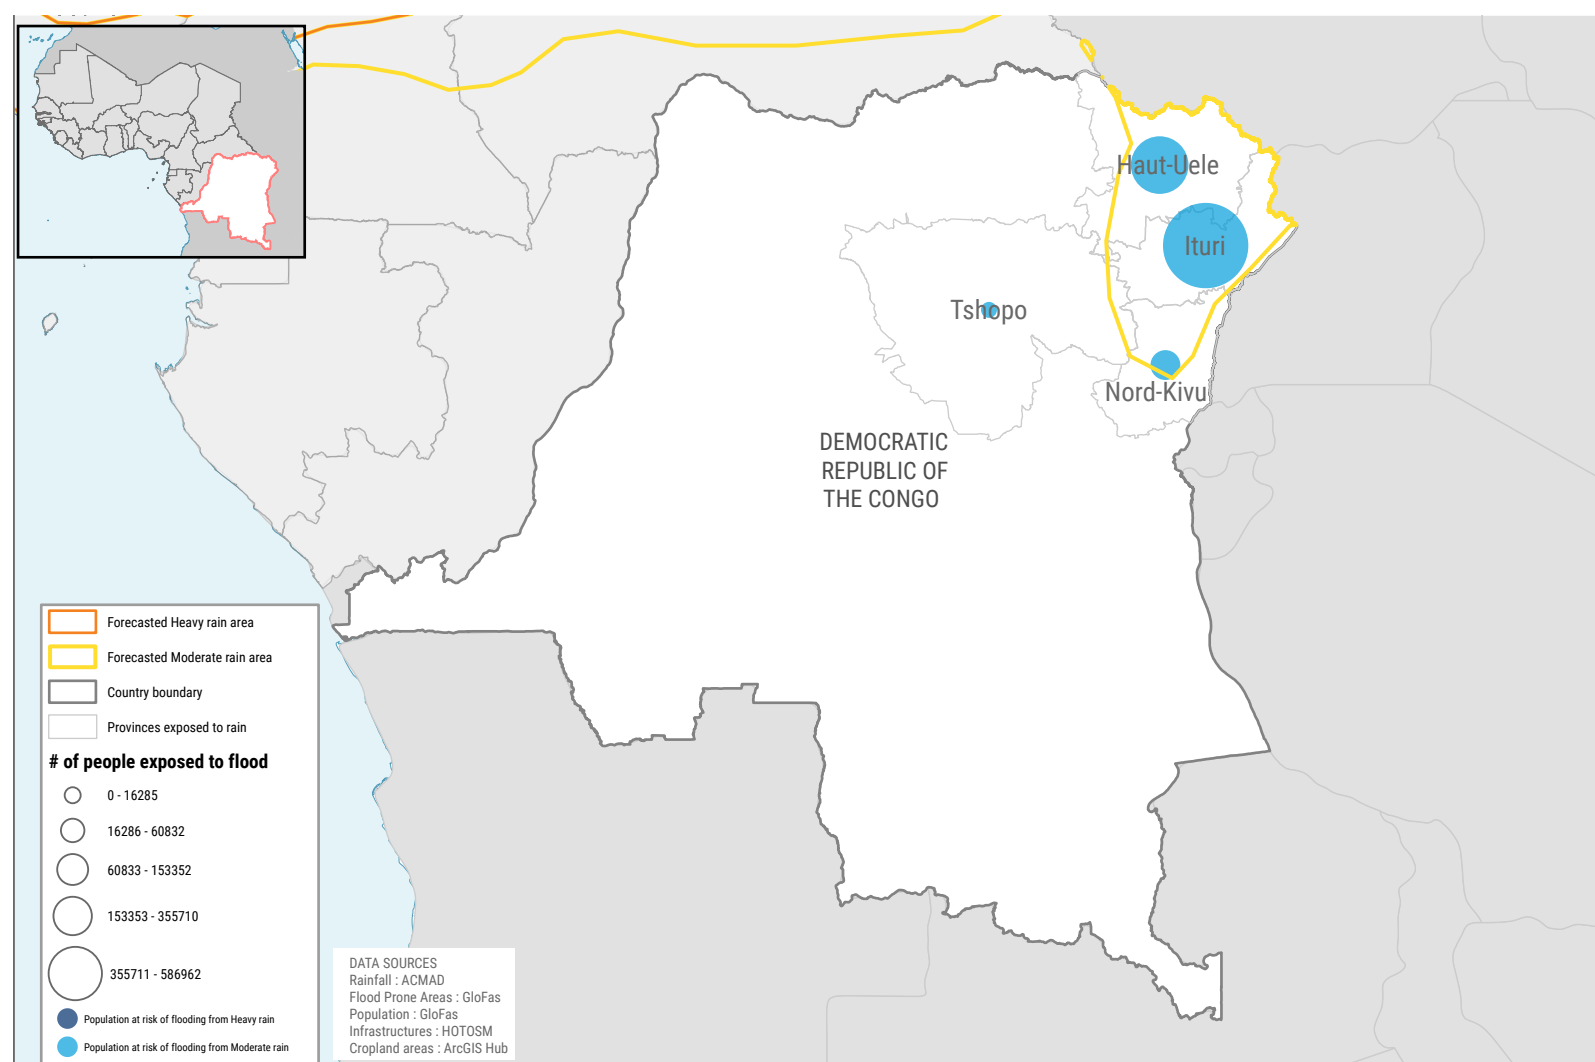 Haut-Uele
Ituri
Tshopo
Nord-Kivu
DEMOCRATIC
REPUBLIC OF
THE CONGO
Forecasted Heavy rain area
Forecasted Moderate rain area
Country boundary
Provinces exposed to rain
# of people exposed to flood
0 - 16285
16286 - 60832
60833 - 153352
153353 - 355710
355711 - 586962
Population at risk of flooding from Heavy rain
Population at risk of flooding from Moderate rain
DATA SOURCES
Rainfall : ACMAD
Flood Prone Areas : GloFas
Population : GloFas
Infrastructures : HOTOSM
Cropland areas : ArcGIS Hub